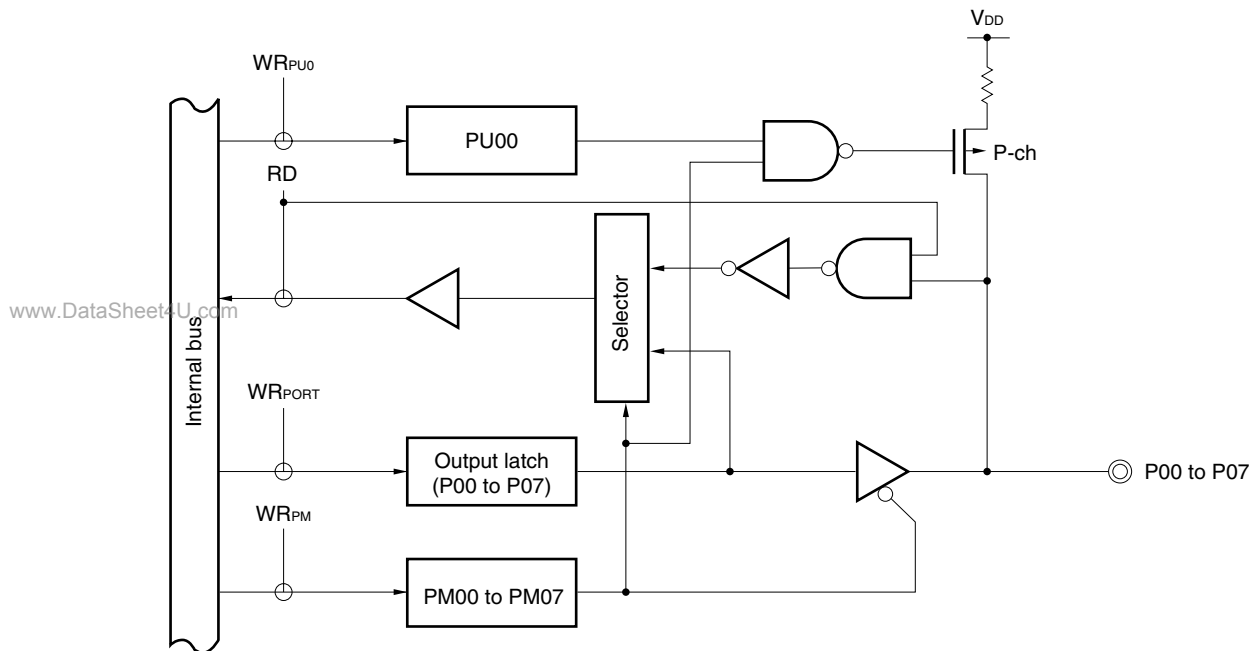 VDD
WRPU0
PU00
P-ch
RD
www.DataSheet4U.com
Internal bus
Selector
WRPORT
Output latch
(P00 to P07)
P00 to P07
WRPM
PM00 to PM07